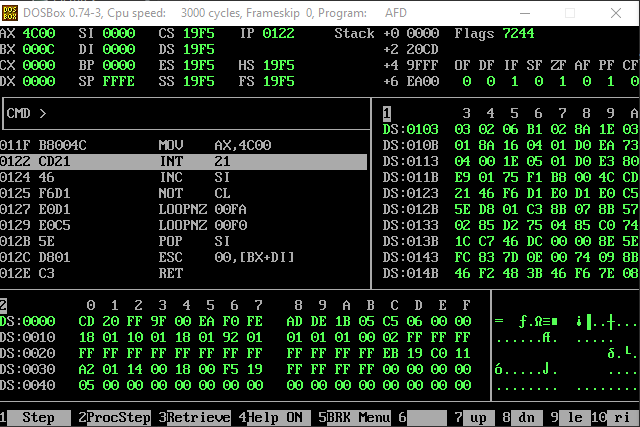 DOSBox 0.74-3, Cpu speed: 3000 cycles, Frameskip 0, Program: AFD
AX 4C00 SI 0000 CS 19F5 IP 0122 Stack +0 0000 Flags 7244
BX 000C DI 0000 DS 19F5 +2 20CD
CX 0000 BP 0000 ES 19F5 HS 19F5 +4 9FFF OF DF IF SF ZF AF PF CF
DX 0000 SP FFFE SS 19F5 FS 19F5 +6 EA00 0 0 1 0 1 0 1 0
CMD >
1 3 4 5 6 7 8 9 A
DS:0103 03 02 06 B1 02 8A 1E 03
DS:010B 01 8A 16 04 01 D0 EA 73
011F B8004C MOV AX,4C00 DS:0113 04 00 1E 05 01 D0 E3 80
0122 CD21 INT 21 DS:011B E9 01 75 F1 B8 00 4C CD
0124 46 INC SI DS:0123 21 46 F6 D1 E0 D1 E0 C5
0125 F6D1 NOT CL DS:012B 5E D8 01 C3 8B 07 8B 57
0127 E0D1 LOOPNZ 00FA DS:0133 02 85 D2 75 04 85 C0 74
0129 E0C5 LOOPNZ 00F0 DS:013B 1C C7 46 DC 00 00 8E 5E
012B 5E POP SI DS:0143 FC 83 7D 0E 00 74 09 8B
012C D801 ESC 00,[BX+DI] DS:014B 46 F2 48 3B 46 F6 7E 08
012E C3 RET
2 0 1 2 3 4 5 6 7 8 9 A B C D E F
DS:0000 CD 20 FF 9F 00 EA F0 FE AD DE 1B 05 C5 06 00 00
DS:0010 18 01 10 01 18 01 92 01 01 01 01 00 02 FF FF FF
DS:0020 FF FF FF FF FF FF FF FF FF FF FF FF EB 19 C0 11
DS:0030 A2 01 14 00 18 00 F5 19 FF FF FF FF 00 00 00 00
DS:0040 05 00 00 00 00 00 00 00 00 00 00 00 00 00 00 00
1 Step 2 ProcStep 3 Retrieve 4 Help ON 5 BRK Menu 6 7 up 8 dn 9 le 10 ri